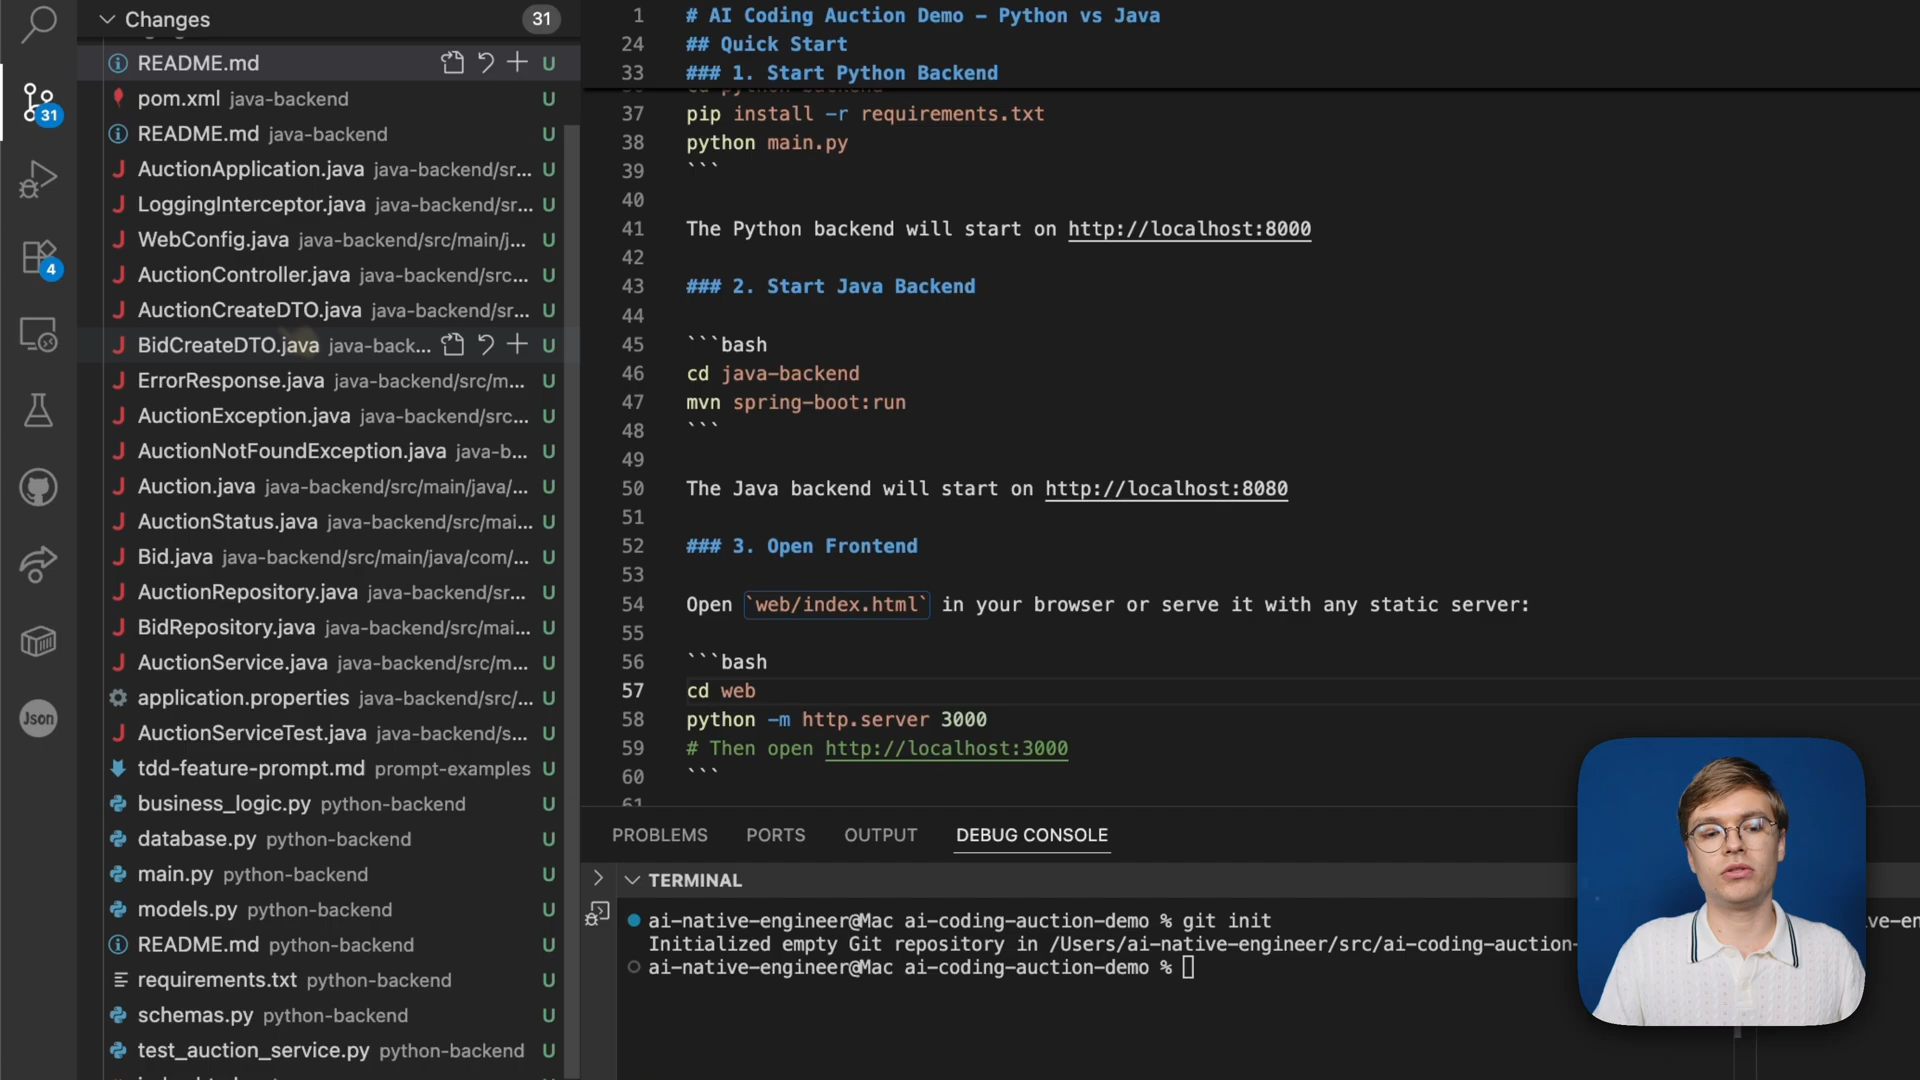 Changes 31
README.md U
pom.xml java-backend U
README.md java-backend U
AuctionApplication.java java-backend/sr... U
LoggingInterceptor.java java-backend/sr... U
WebConfig.java java-backend/src/main/j... U
AuctionController.java java-backend/src... U
AuctionCreateDTO.java java-backend/sr... U
BidCreateDTO.java java-back... U
ErrorResponse.java java-backend/src/m... U
AuctionException.java java-backend/src... U
AuctionNotFoundException.java java-b... U
Auction.java java-backend/src/main/java/... U
AuctionStatus.java java-backend/src/mai... U
Bid.java java-backend/src/main/java/com/... U
AuctionRepository.java java-backend/sr... U
BidRepository.java java-backend/src/mai... U
AuctionService.java java-backend/src/m... U
application.properties java-backend/src/... U
AuctionServiceTest.java java-backend/s... U
tdd-feature-prompt.md prompt-examples U
business_logic.py python-backend U
database.py python-backend U
main.py python-backend U
models.py python-backend U
README.md python-backend U
requirements.txt python-backend U
schemas.py python-backend U
test_auction_service.py python-backend U
31
4
Json
1 # AI Coding Auction Demo - Python vs Java
24 ## Quick Start
33 ### 1. Start Python Backend
37 pip install -r requirements.txt
38 python main.py
39 ```
40
41 The Python backend will start on http://localhost:8000
42
43 ### 2. Start Java Backend
44
45 ```bash
46 cd java-backend
47 mvn spring-boot:run
48 ```
49
50 The Java backend will start on http://localhost:8080
51
52 ### 3. Open Frontend
53
54 Open `web/index.html` in your browser or serve it with any static server:
55
56 ```bash
57 cd web
58 python -m http.server 3000
59 # Then open http://localhost:3000
60 ```
61
PROBLEMS PORTS OUTPUT DEBUG CONSOLE
TERMINAL
ai-native-engineer@Mac ai-coding-auction-demo % git init
Initialized empty Git repository in /Users/ai-native-engineer/src/ai-coding-auction-
ai-native-engineer@Mac ai-coding-auction-demo %